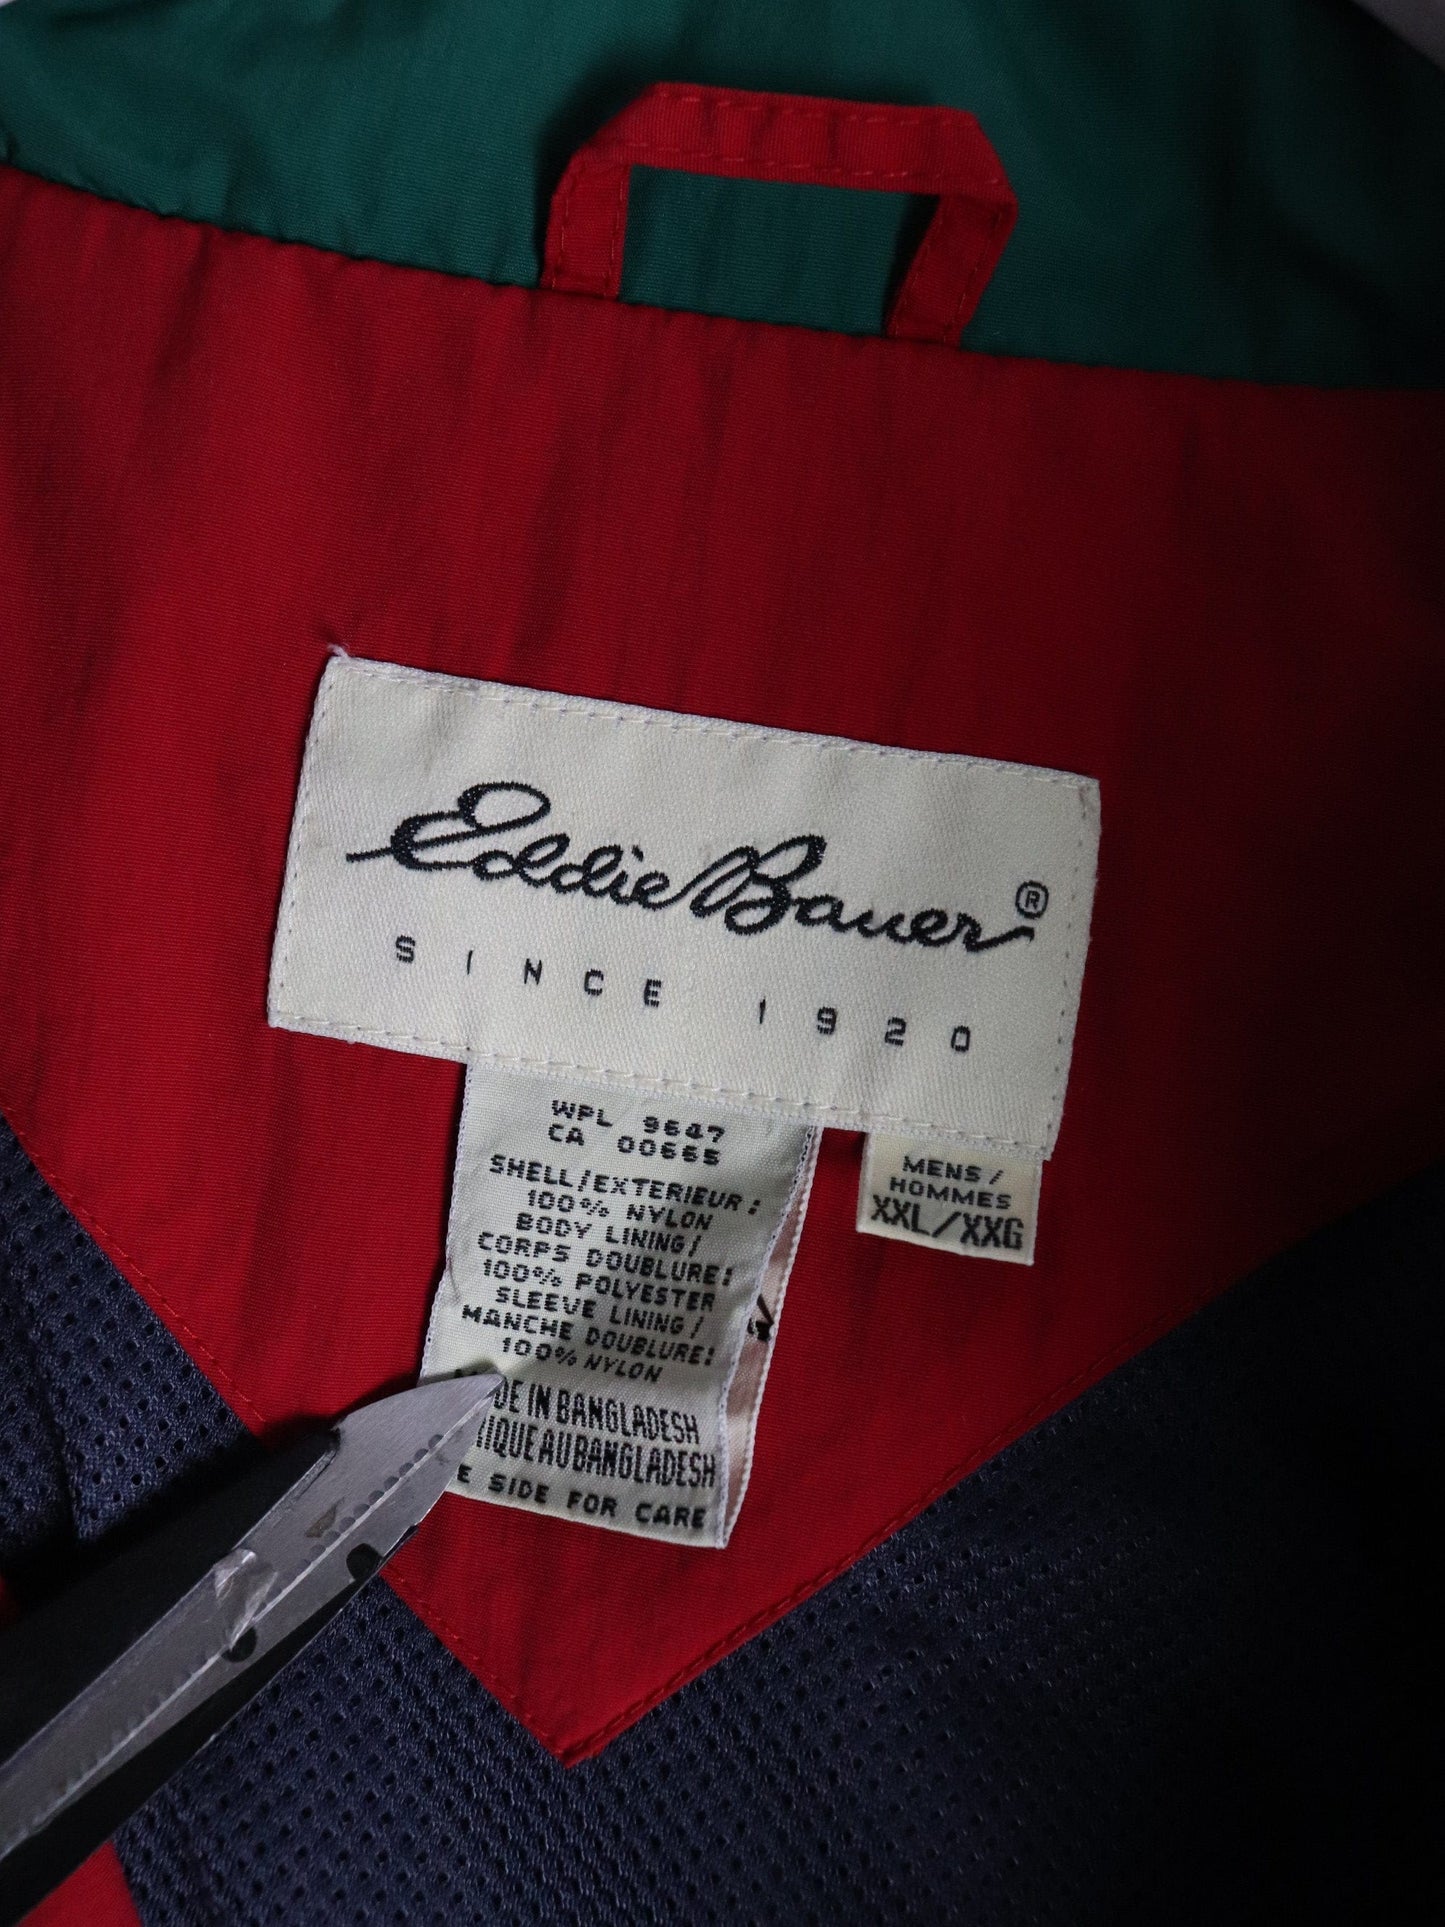 Eddie Bauer®
SINCE 1920
WPL 9647
CA 00665
SHELL/EXTERIEUR:
100% NYLON
BODY LINING/
CORPS DOUBLURE:
100% POLYESTER
SLEEVE LINING/
MANCHE DOUBLURE:
100% NYLON
DE IN BANGLADESH
IQUE AU BANGLADESH
E SIDE FOR CARE
MENS/
HOMMES
XXL/XXG